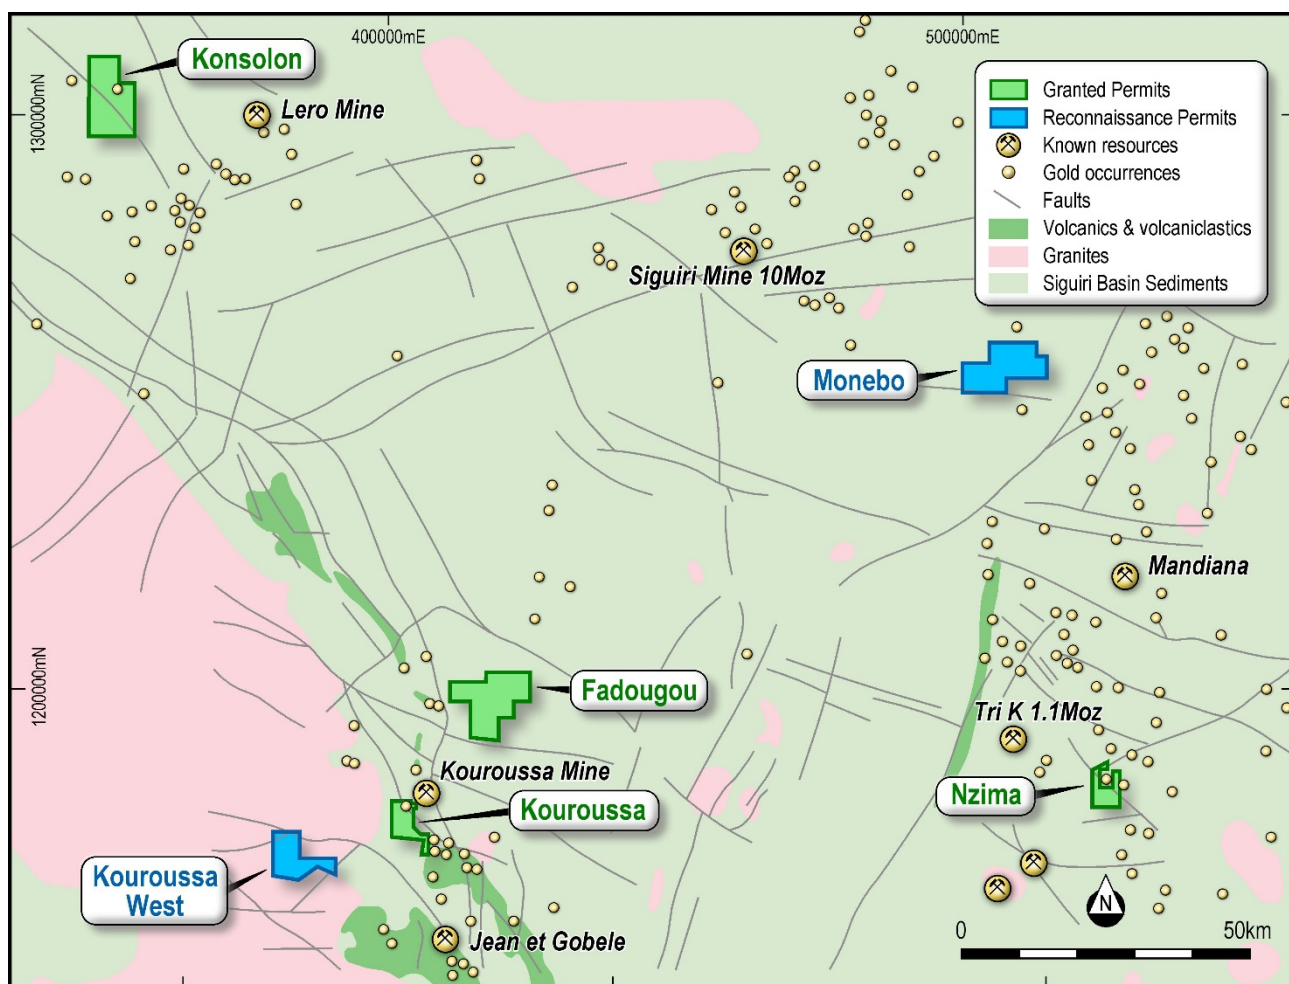 400000mE
500000mE
1300000mN
1200000mN
Konsolon
Lero Mine
Siguiri Mine 10Moz
Granted Permits
Reconnaissance Permits
Known resources
Gold occurrences
Faults
Volcanics & volcaniclastics
Granites
Siguiri Basin Sediments
Monebo
Mandiana
Fadougou
Tri K 1.1Moz
Kouroussa Mine
Kouroussa
Nzima
Kouroussa
West
Jean et Gobele
N
0
50km